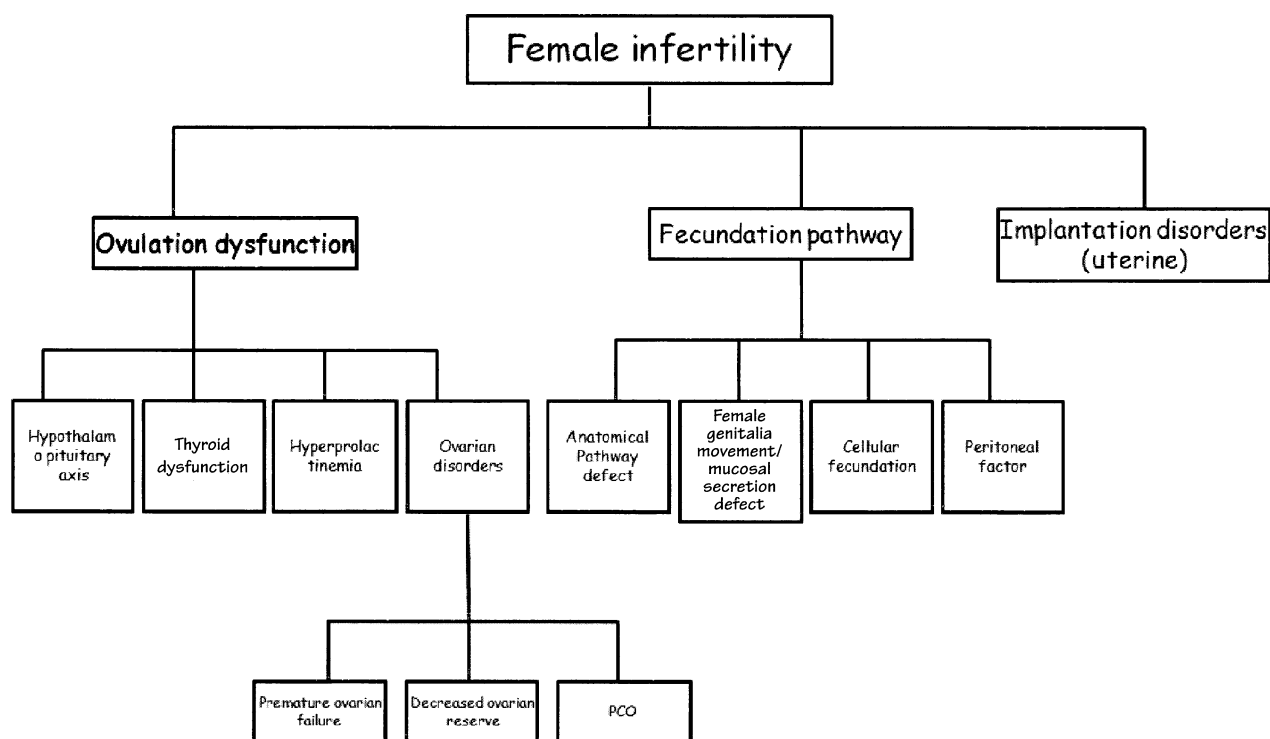 Female infertility
Ovulation dysfunction
Fecundation pathway
Implantation disorders
(uterine)
Hypothalam
o pituitary
axis
Thyroid
dysfunction
Hyperprolac
tinemia
Ovarian
disorders
Anatomical
Pathway
defect
Female
genitalia
movement/
mucosal
secretion
defect
Cellular
fecundation
Peritoneal
factor
Premature ovarian
failure
Decreased ovarian
reserve
PCO